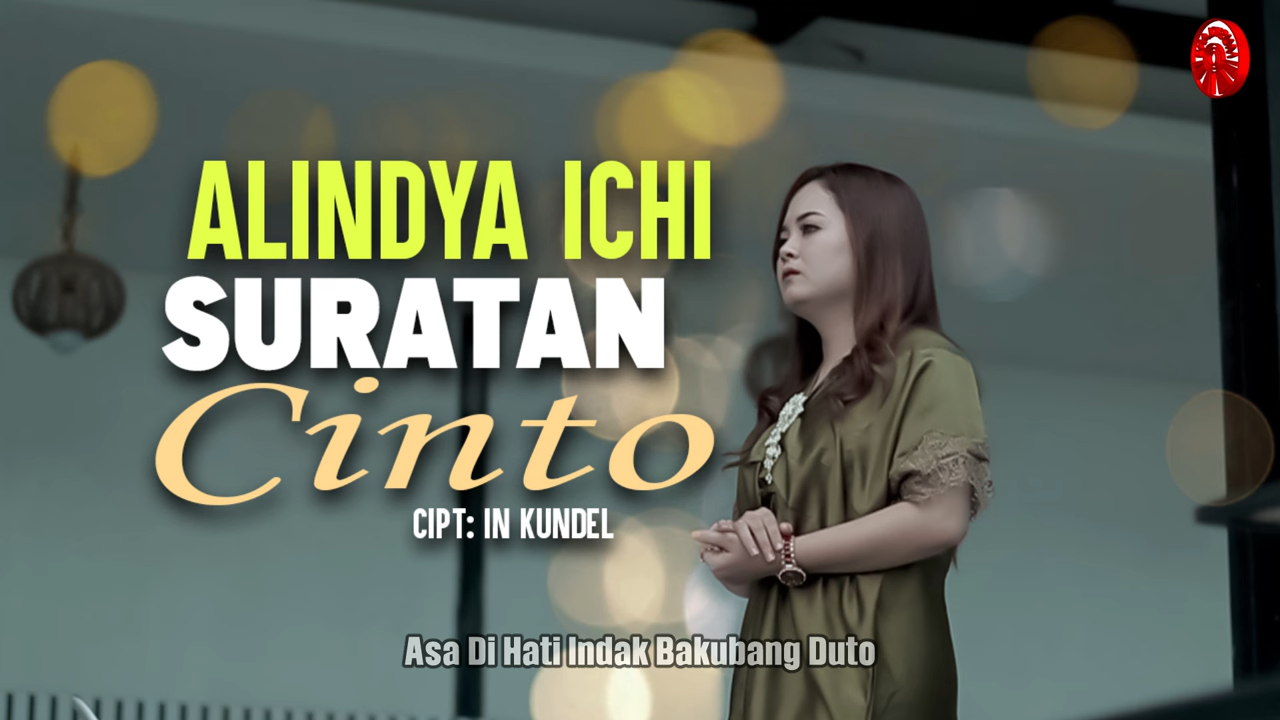 ALINDYA ICHI
SURATAN
Cinto
CIPT: IN KUNDEL
Asa Di Hati Indak Bakubang Duto